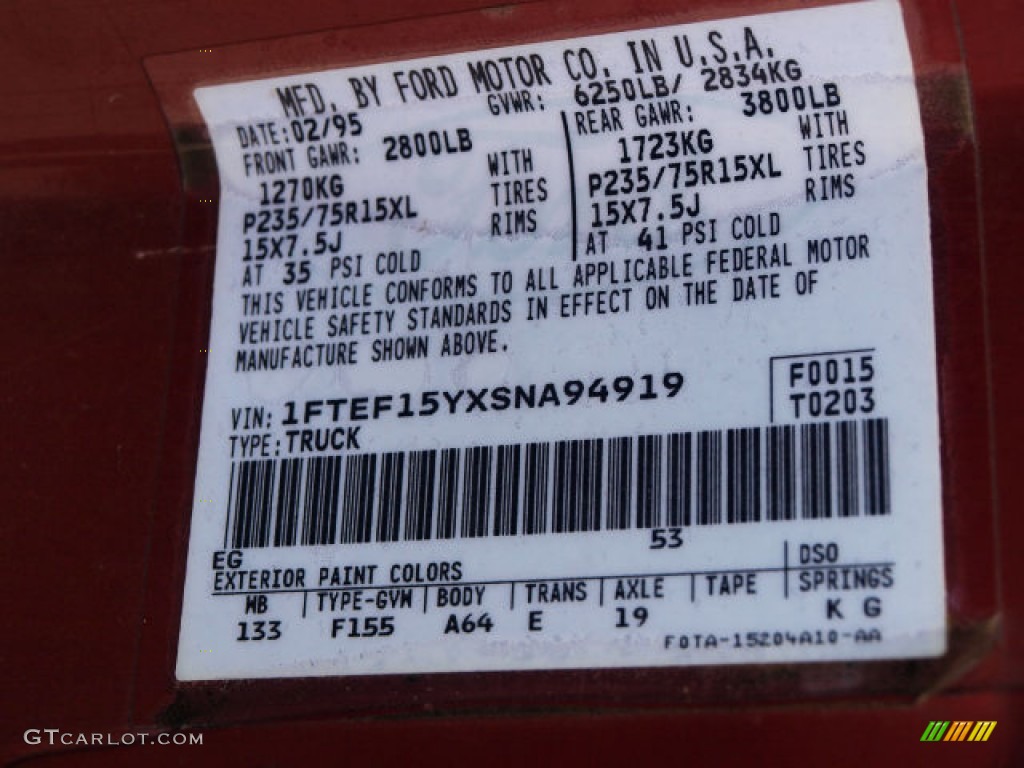 MFD. BY FORD MOTOR CO. IN U.S.A.
DATE: 02/95 GVWR: 6250LB/ 2834KG
FRONT GAWR: 2800LB REAR GAWR: 3800LB
1270KG WITH 1723KG WITH
P235/75R15XL TIRES P235/75R15XL TIRES
15X7.5J RIMS 15X7.5J RIMS
AT 35 PSI COLD AT 41 PSI COLD
THIS VEHICLE CONFORMS TO ALL APPLICABLE FEDERAL MOTOR
VEHICLE SAFETY STANDARDS IN EFFECT ON THE DATE OF
MANUFACTURE SHOWN ABOVE.
F0015
VIN: 1FTEF15YXSNA94919 T0203
TYPE: TRUCK
EG 53 DSO
EXTERIOR PAINT COLORS
WB TYPE-GVW BODY TRANS AXLE TAPE SPRINGS
133 F155 A64 E 19 K G
F0TA-15204A10-AA
GTCARLOT.COM